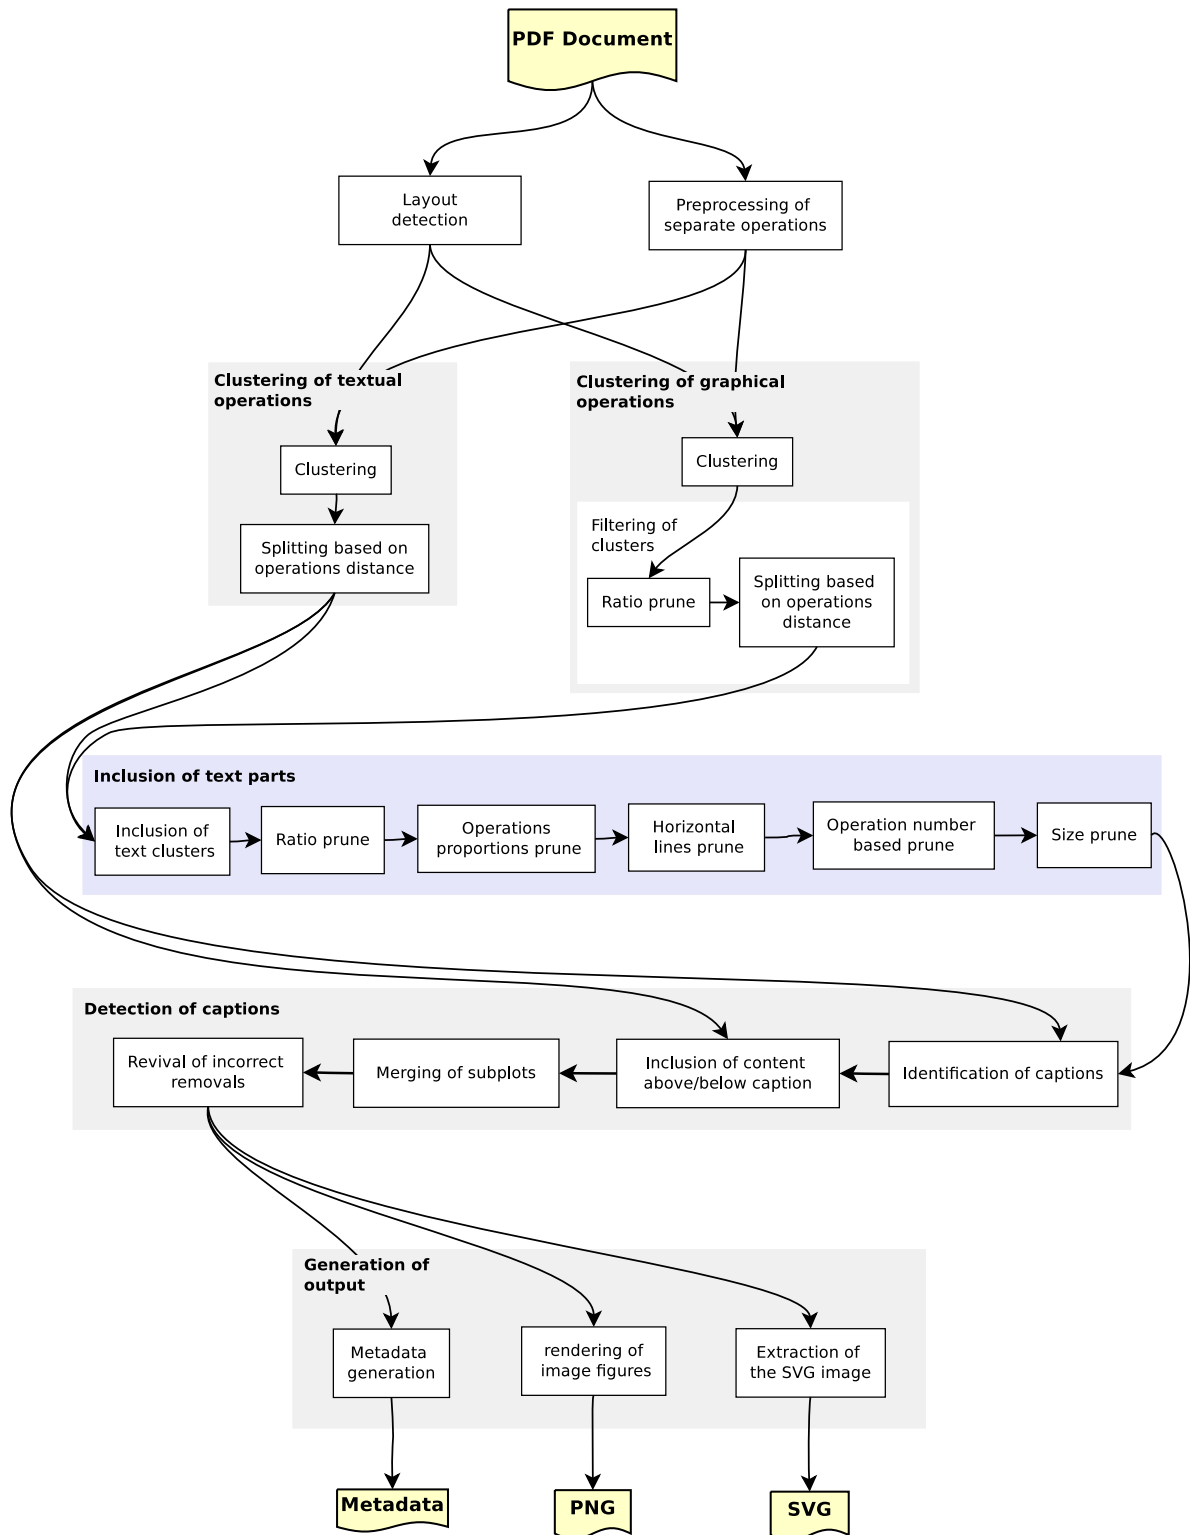 PDF Document
Layout
detection
Preprocessing of
separate operations
Clustering of textual
operations
Clustering
Splitting based on
operations distance
Clustering of graphical
operations
Clustering
Filtering of
clusters
Ratio prune
Splitting based
on operations
distance
Inclusion of text parts
Inclusion of
text clusters
Ratio prune
Operations
proportions prune
Horizontal
lines prune
Operation number
based prune
Size prune
Detection of captions
Revival of incorrect
removals
Merging of subplots
Inclusion of content
above/below caption
Identification of captions
Generation of
output
Metadata
generation
rendering of
image figures
Extraction of
the SVG image
Metadata
PNG
SVG